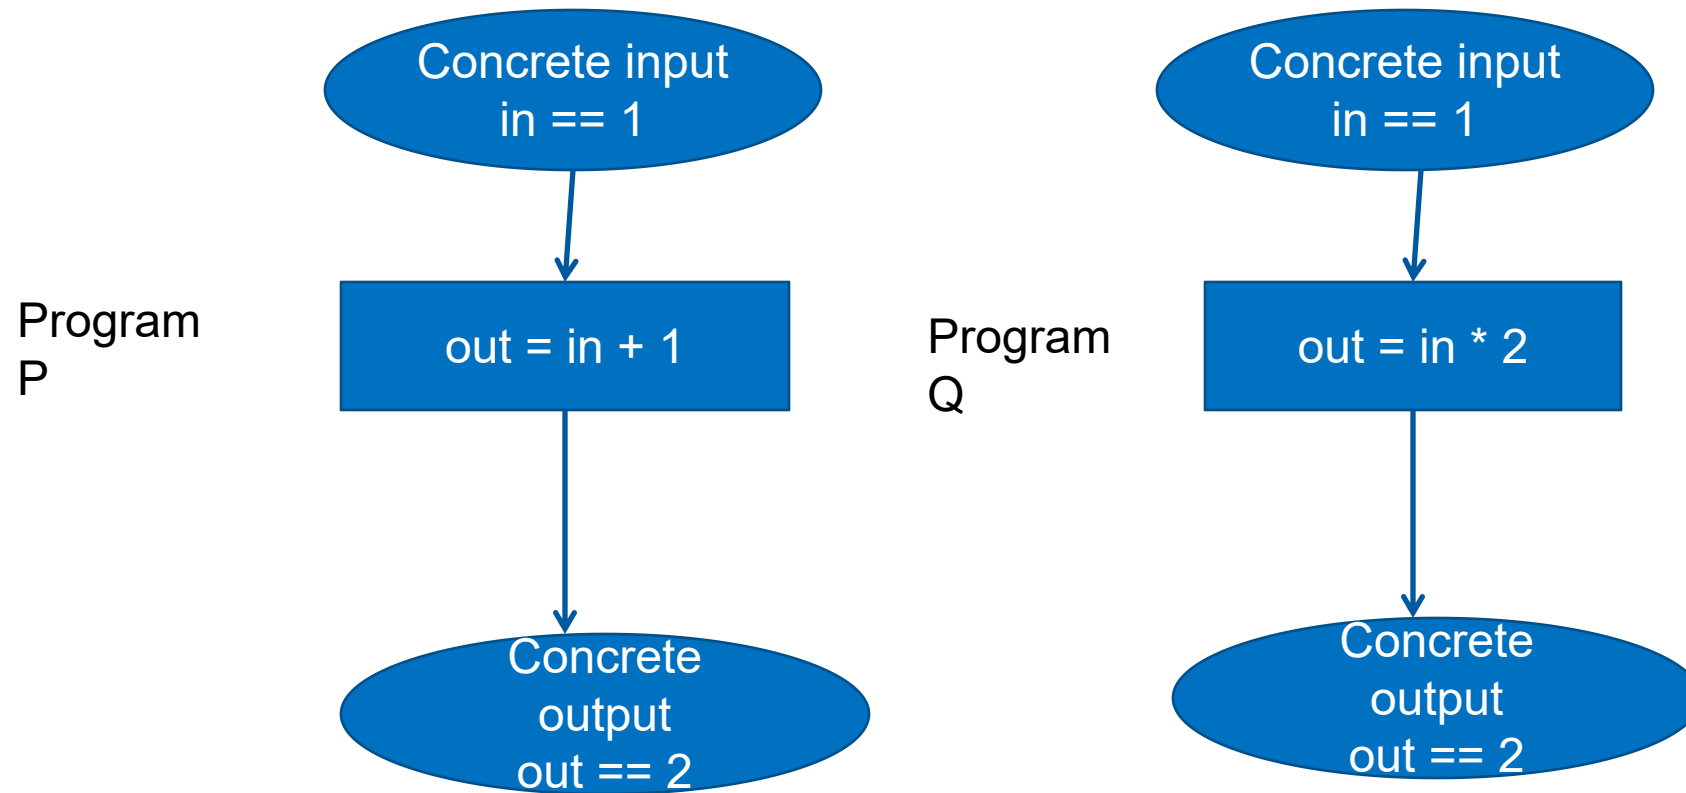 Concrete input
in == 1
Program
P
out = in + 1
Concrete
output
out == 2
Concrete input
in == 1
Program
Q
out = in * 2
Concrete
output
out == 2